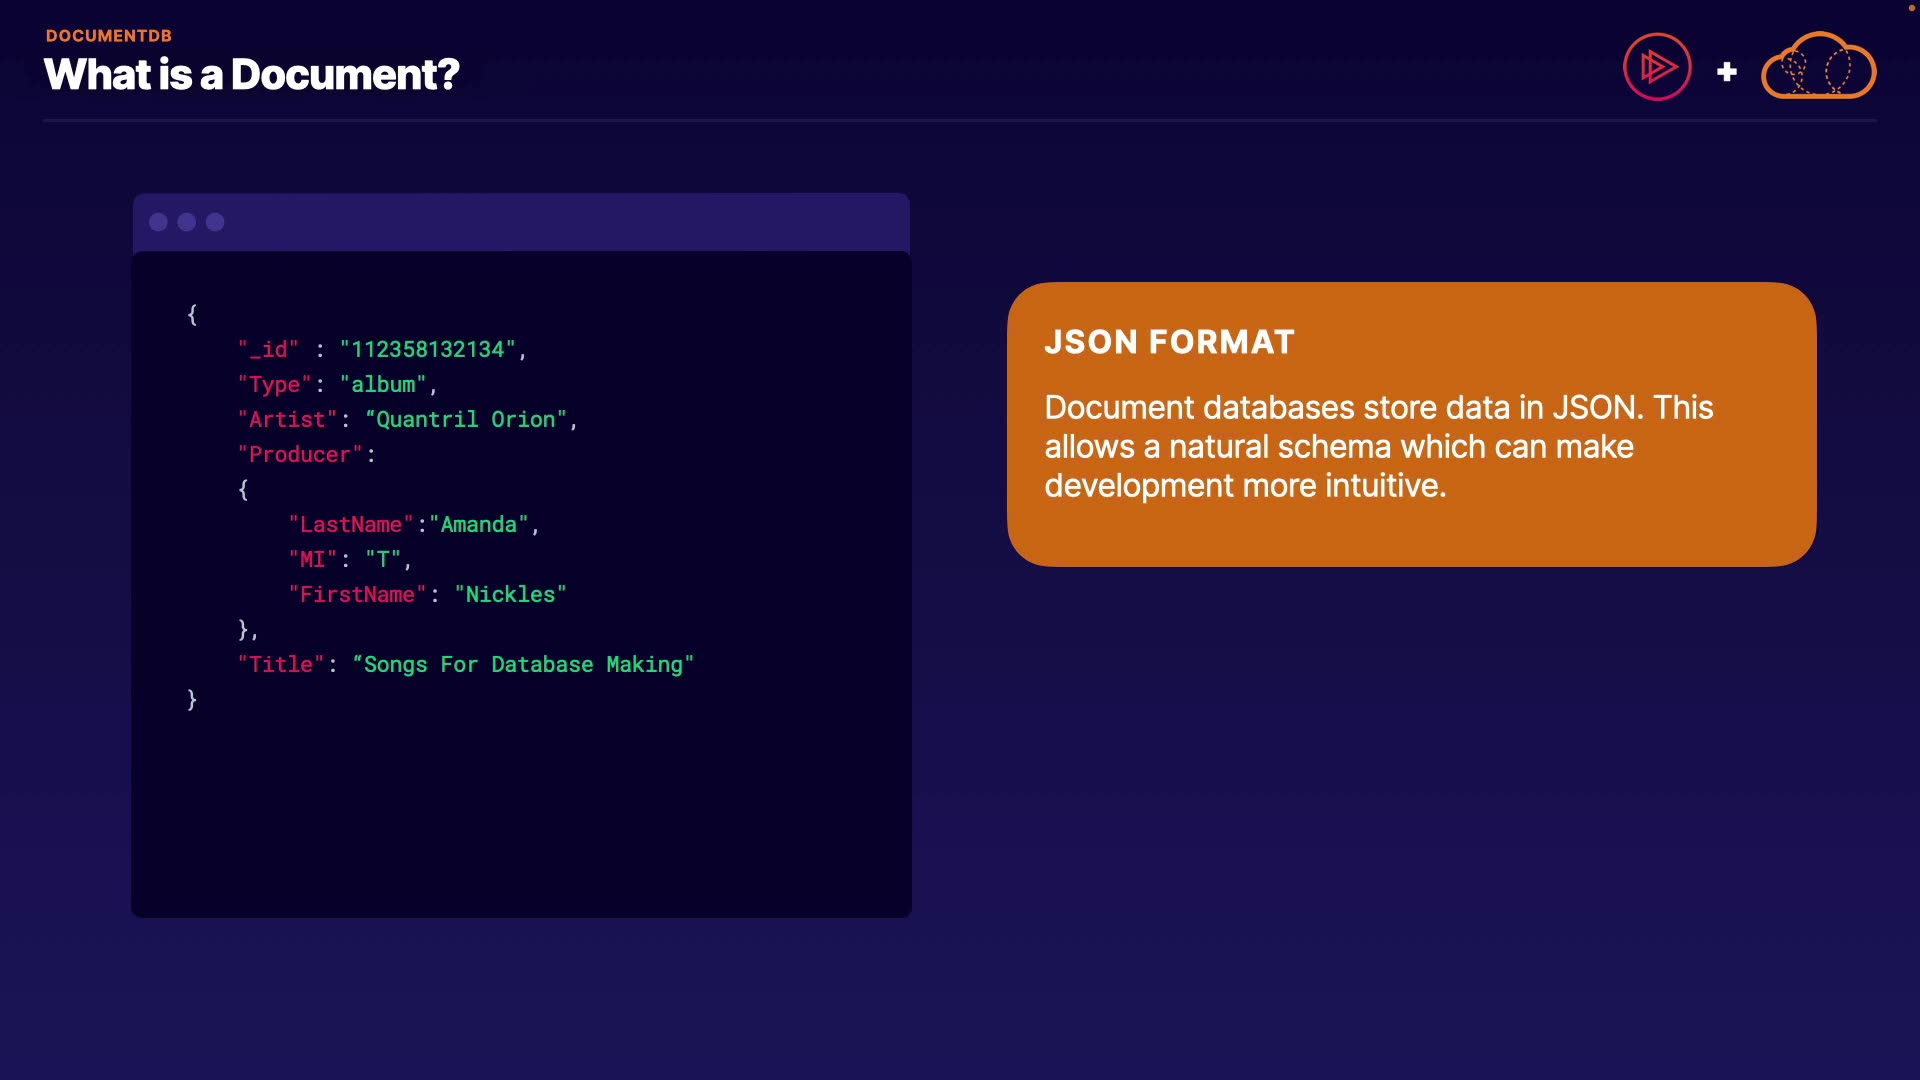 DOCUMENTDB
What is a Document?
{
"_id" : "112358132134",
"Type": "album",
"Artist": “Quantril Orion",
"Producer":
{
"LastName":"Amanda",
"MI": "T",
"FirstName": "Nickles"
},
"Title": “Songs For Database Making"
}
JSON FORMAT
Document databases store data in JSON. This
allows a natural schema which can make
development more intuitive.